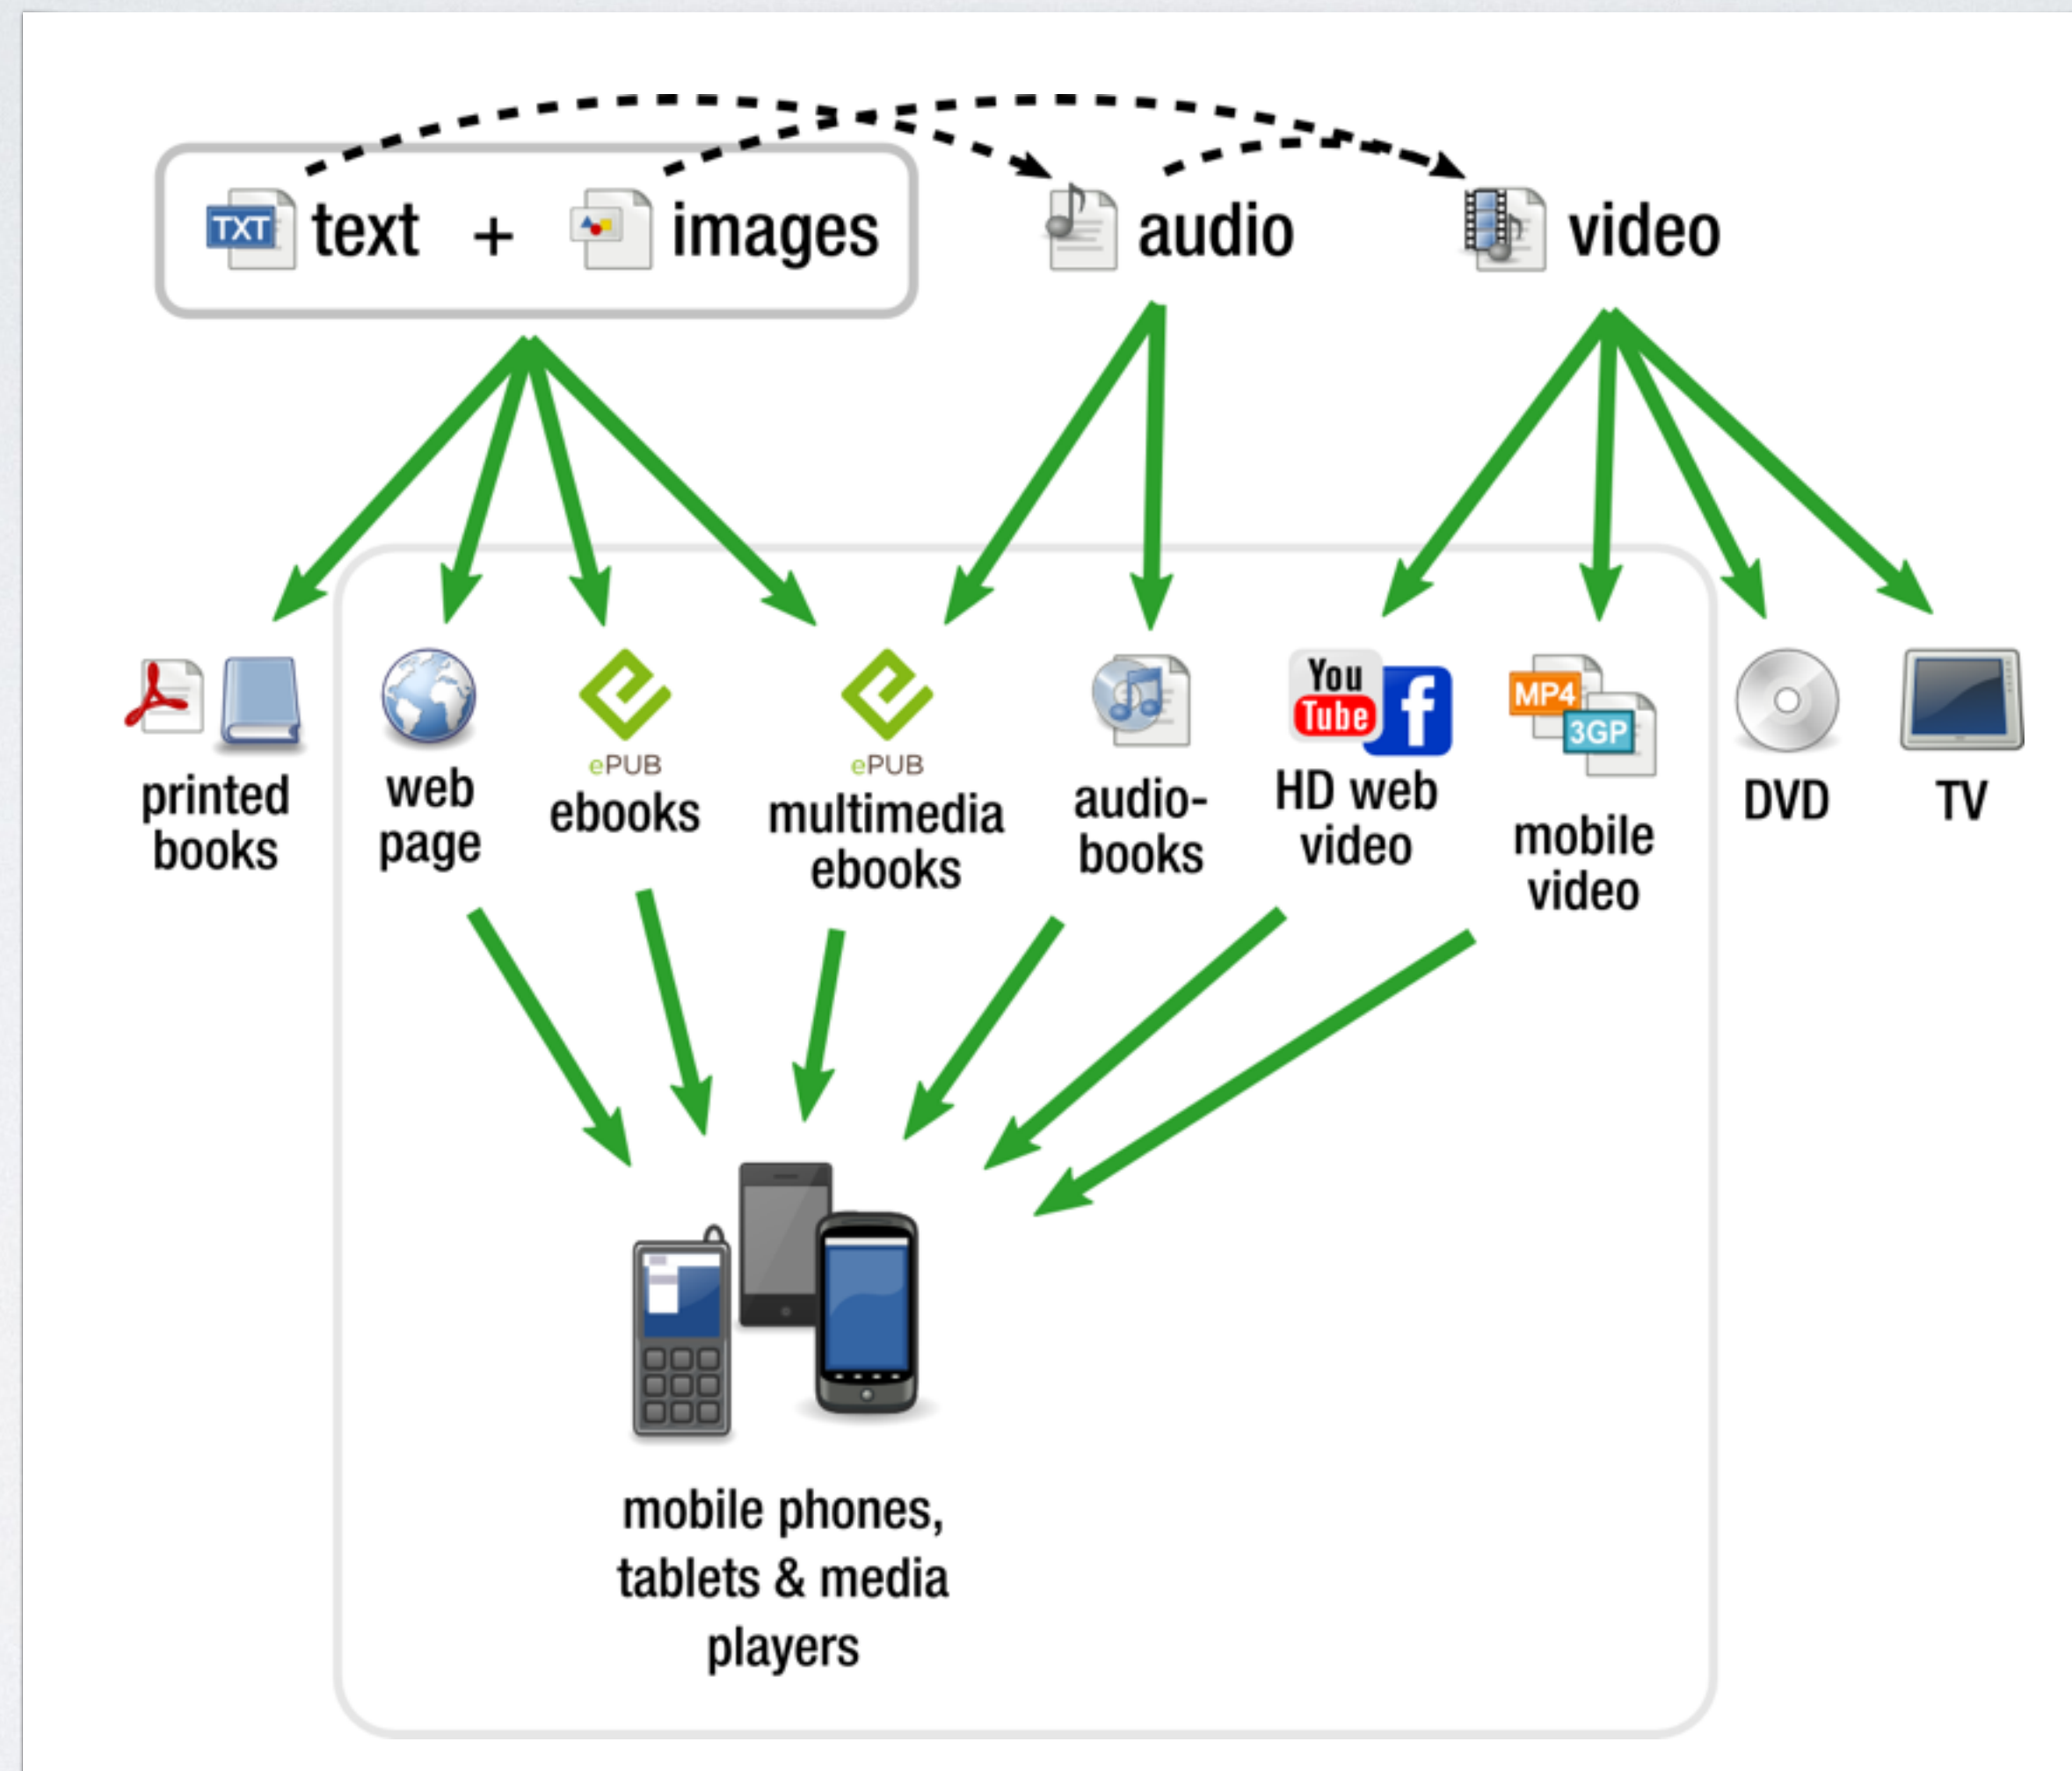 TXT text + images audio video
You
Tube f
MP4
3GP
ePUB
ePUB
printed
books
web
page
ebooks
multimedia
ebooks
audio-
books
HD web
video
mobile
video
DVD
TV
mobile phones,
tablets & media
players